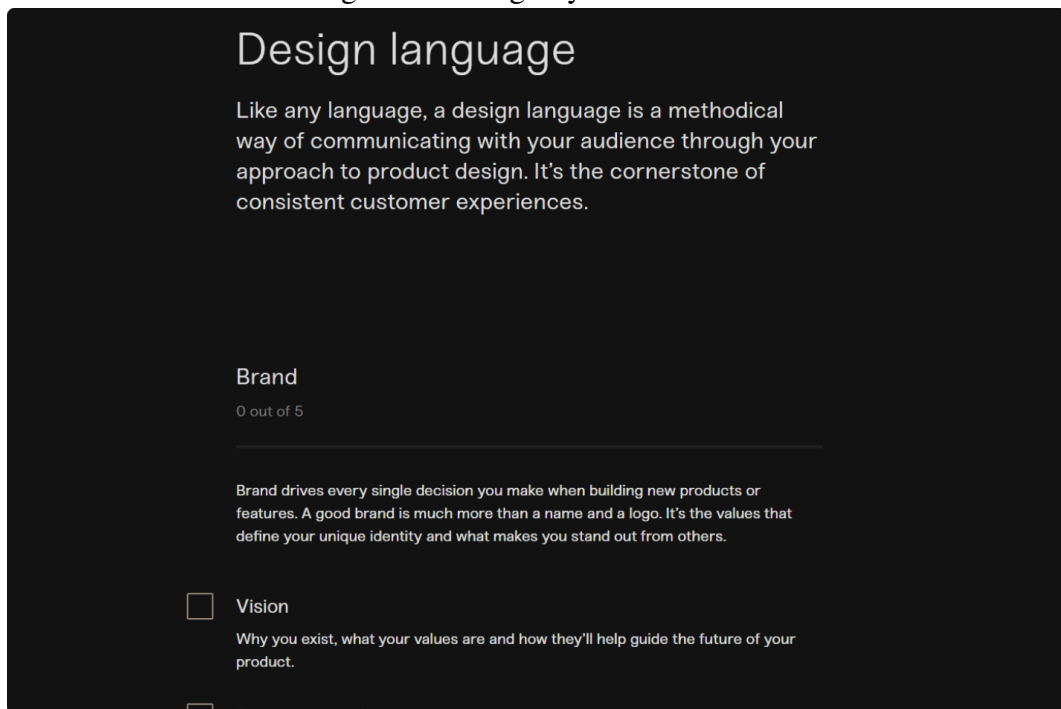 Design language
Like any language, a design language is a methodical
way of communicating with your audience through your
approach to product design. It's the cornerstone of
consistent customer experiences.
Brand
0 out of 5
Brand drives every single decision you make when building new products or
features. A good brand is much more than a name and a logo. It's the values that
define your unique identity and what makes you stand out from others.
Vision
Why you exist, what your values are and how they'll help guide the future of your
product.